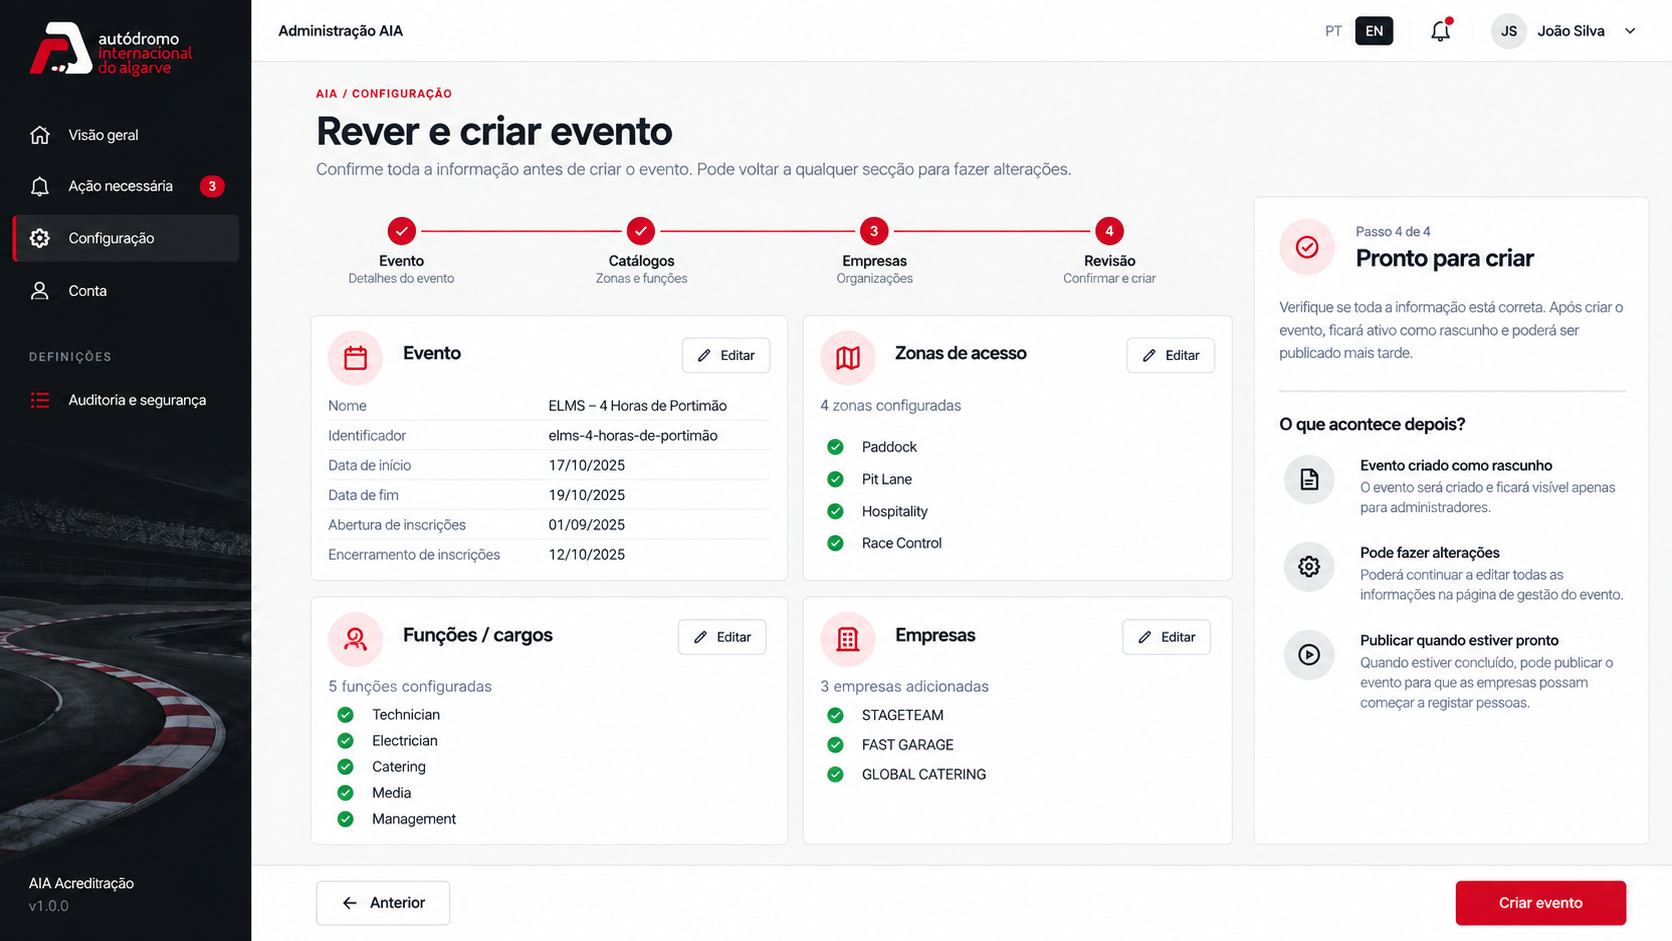 autódromo
internacional
do algarve
Visão geral
Ação necessária 3
Configuração
Conta
DEFINIÇÕES
Auditoria e segurança
AIA Acreditração
v1.0.0
Administração AIA
PT EN JS João Silva
AIA / CONFIGURAÇÃO
Rever e criar evento
Confirme toda a informação antes de criar o evento. Pode voltar a qualquer secção para fazer alterações.
3 4
Evento Catálogos Empresas Revisão
Detalhes do evento Zonas e funções Organizações Confirmar e criar
Evento Editar
Nome ELMS – 4 Horas de Portimão
Identificador elms-4-horas-de-portimão
Data de início 17/10/2025
Data de fim 19/10/2025
Abertura de inscrições 01/09/2025
Encerramento de inscrições 12/10/2025
Zonas de acesso Editar
4 zonas configuradas
Paddock
Pit Lane
Hospitality
Race Control
Funções / cargos Editar
5 funções configuradas
Technician
Electrician
Catering
Media
Management
Empresas Editar
3 empresas adicionadas
STAGETEAM
FAST GARAGE
GLOBAL CATERING
Passo 4 de 4
Pronto para criar
Verifique se toda a informação está correta. Após criar o
evento, ficará ativo como rascunho e poderá ser
publicado mais tarde.
O que acontece depois?
Evento criado como rascunho
O evento será criado e ficará visível apenas
para administradores.
Pode fazer alterações
Poderá continuar a editar todas as
informações na página de gestão do evento.
Publicar quando estiver pronto
Quando estiver concluído, pode publicar o
evento para que as empresas possam
começar a registar pessoas.
Anterior
Criar evento